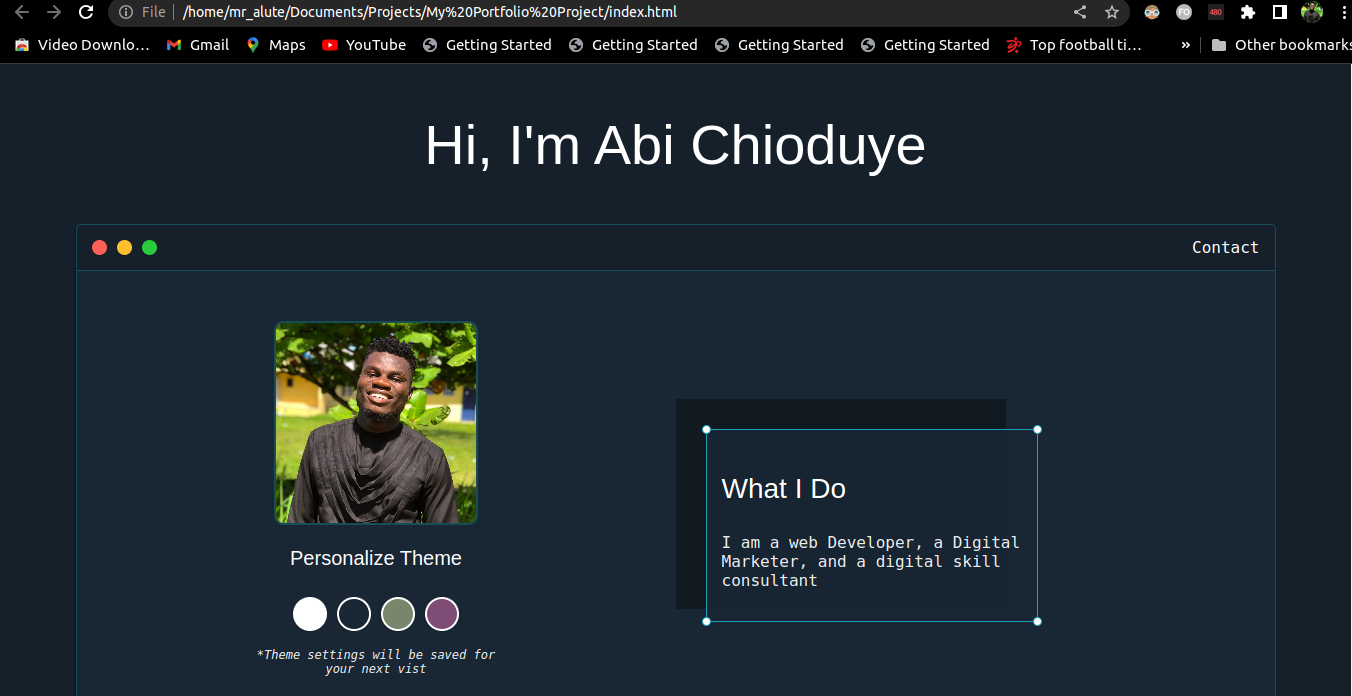 File | /home/mr_alute/Documents/Projects/My%20Portfolio%20Project/index.html
FO
480
Video Downlo… Gmail Maps YouTube Getting Started Getting Started Getting Started Getting Started Top football ti… » Other bookmarks
Hi, I'm Abi Chioduye
Contact
Personalize Theme
*Theme settings will be saved for
your next vist
What I Do
I am a web Developer, a Digital
Marketer, and a digital skill
consultant